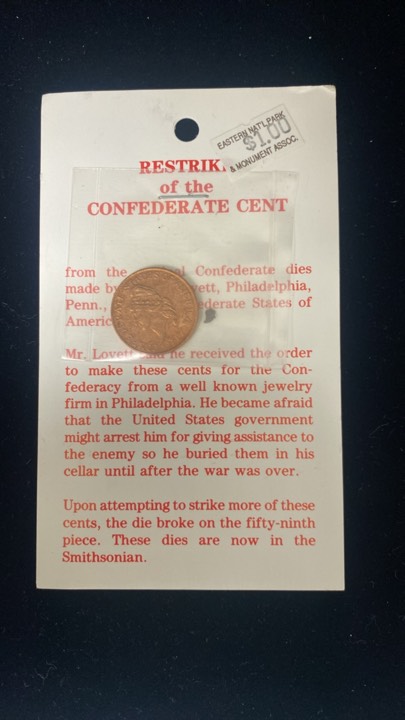 EASTERN NAT'L PARK
$1.00
& MONUMENT ASSOC.
RESTRIK
of the
CONFEDERATE CENT
from the Confederate dies
made by Philadelphia,
Penn., States of
Americ
Mr. Lovett said he received the order
to make these cents for the Con-
federacy from a well known jewelry
firm in Philadelphia. He became afraid
that the United States government
might arrest him for giving assistance to
the enemy so he buried them in his
cellar until after the war was over.
Upon attempting to strike more of these
cents, the die broke on the fifty-ninth
piece. These dies are now in the
Smithsonian.